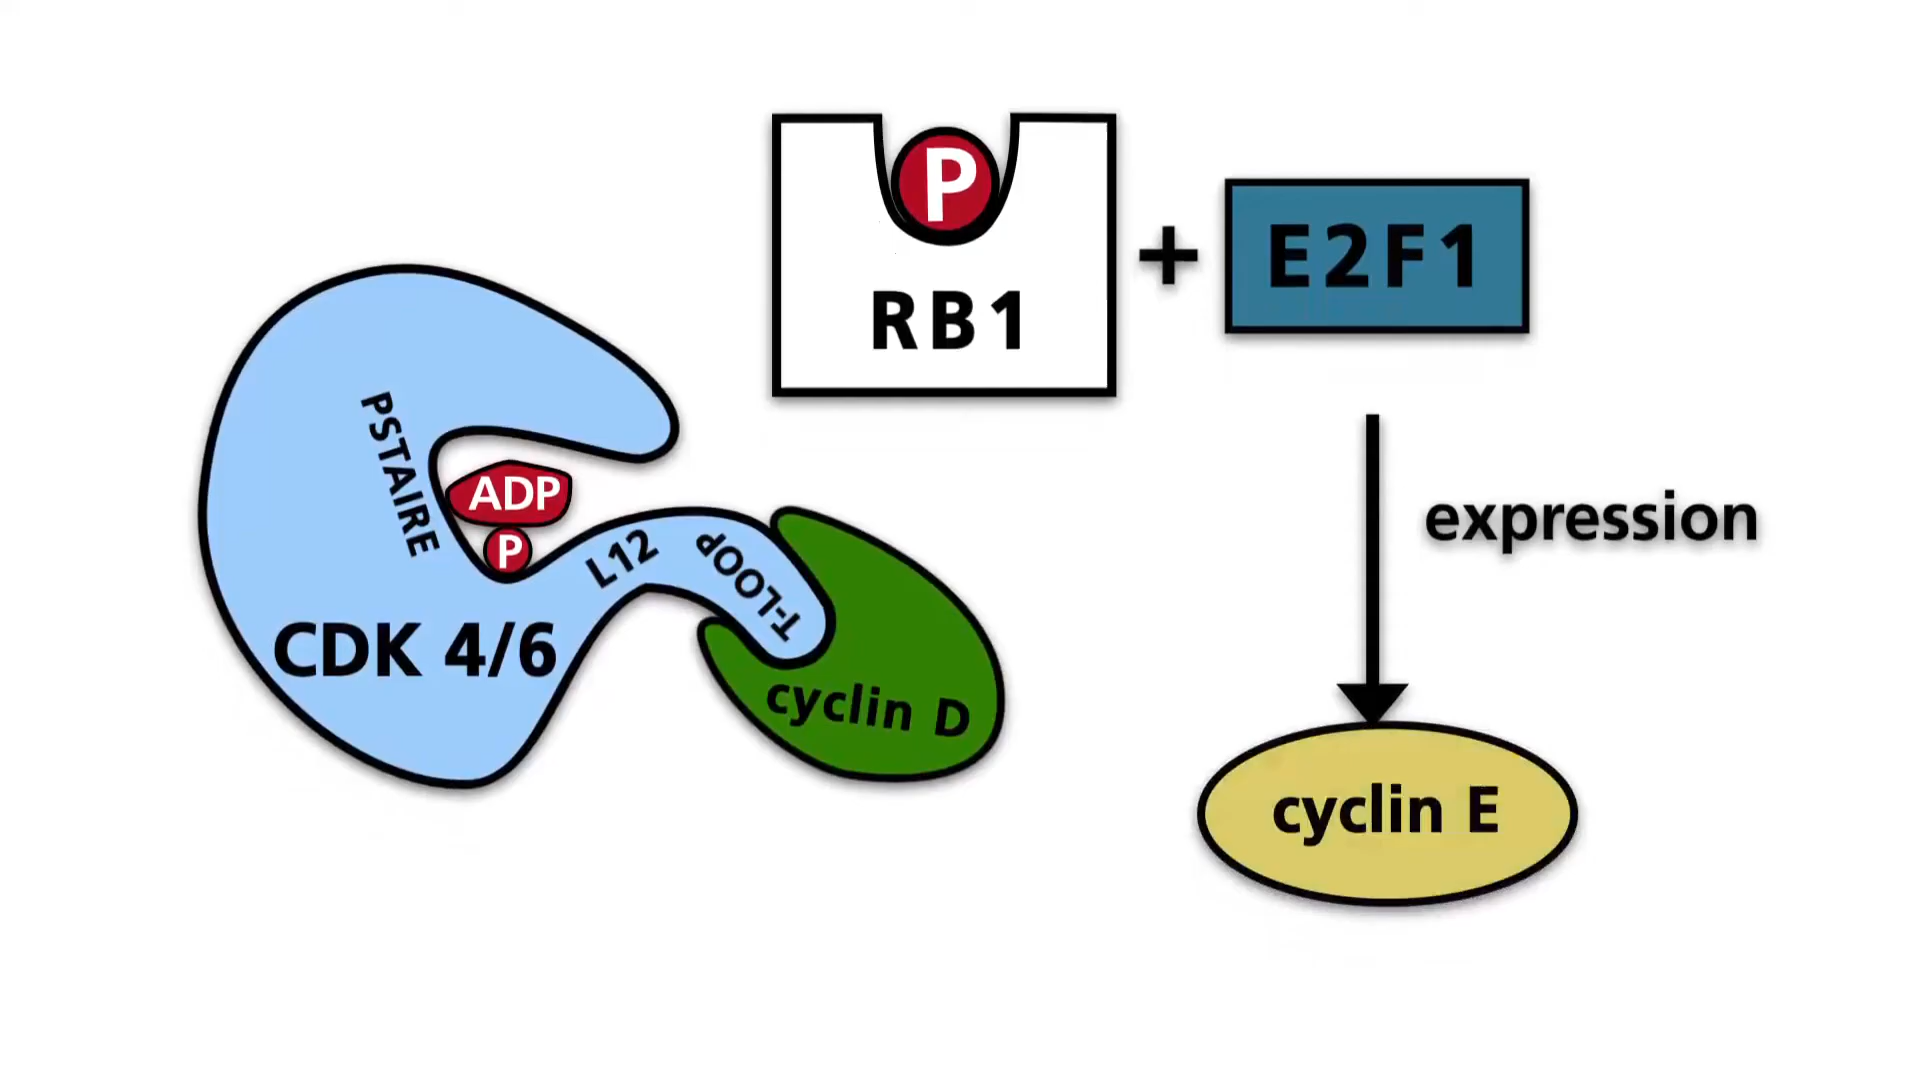 P
RB1
+
E2F1
PSTAIRE
ADP
P
L12
T-LOOP
CDK 4/6
cyclin D
expression
cyclin E